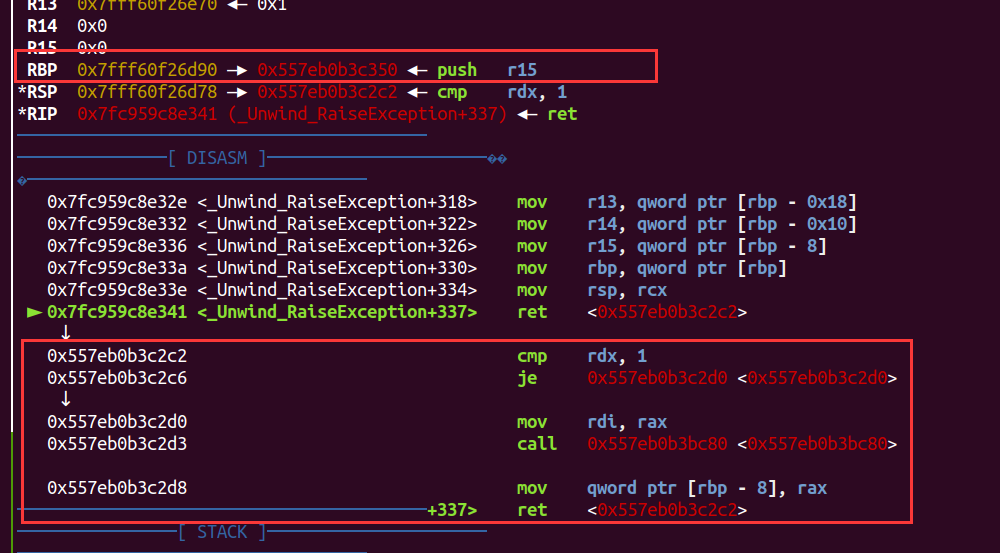 R13 0x7fff60f26e70 ◂— 0x1
R14 0x0
R15 0x0
RBP 0x7fff60f26d90 —▸ 0x557eb0b3c350 ◂— push r15
*RSP 0x7fff60f26d78 —▸ 0x557eb0b3c2c2 ◂— cmp rdx, 1
*RIP 0x7fc959c8e341 (_Unwind_RaiseException+337) ◂— ret
[ DISASM ]
0x7fc959c8e32e <_Unwind_RaiseException+318> mov r13, qword ptr [rbp - 0x18]
0x7fc959c8e332 <_Unwind_RaiseException+322> mov r14, qword ptr [rbp - 0x10]
0x7fc959c8e336 <_Unwind_RaiseException+326> mov r15, qword ptr [rbp - 8]
0x7fc959c8e33a <_Unwind_RaiseException+330> mov rbp, qword ptr [rbp]
0x7fc959c8e33e <_Unwind_RaiseException+334> mov rsp, rcx
► 0x7fc959c8e341 <_Unwind_RaiseException+337> ret <0x557eb0b3c2c2>
↓
0x557eb0b3c2c2 cmp rdx, 1
0x557eb0b3c2c6 je 0x557eb0b3c2d0 <0x557eb0b3c2d0>
↓
0x557eb0b3c2d0 mov rdi, rax
0x557eb0b3c2d3 call 0x557eb0b3bc80 <0x557eb0b3bc80>
0x557eb0b3c2d8 mov qword ptr [rbp - 8], rax
+337> ret <0x557eb0b3c2c2>
[ STACK ]